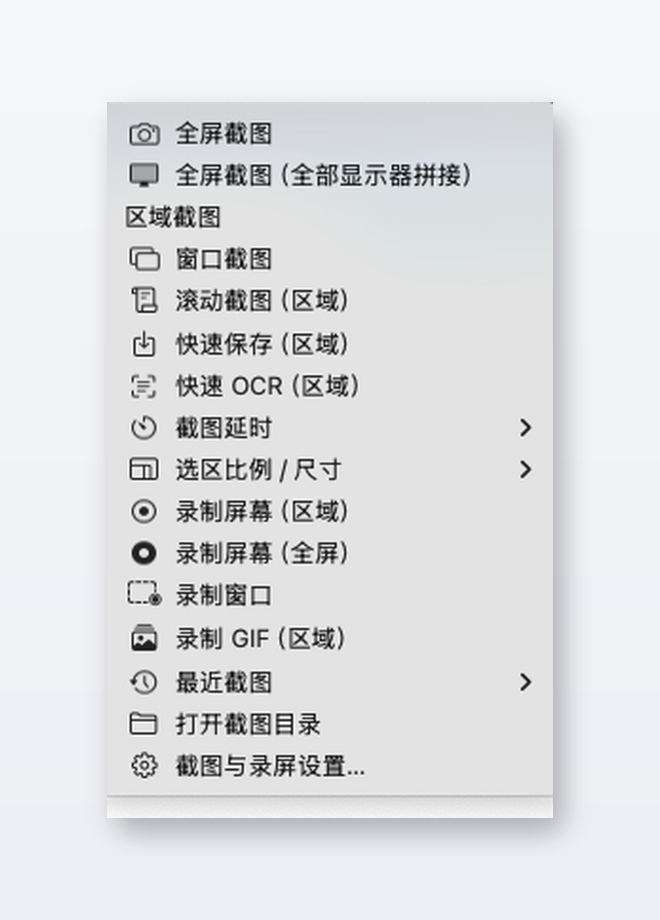 全屏截图
全屏截图 (全部显示器拼接)
区域截图
窗口截图
滚动截图 (区域)
快速保存 (区域)
快速 OCR (区域)
截图延时
选区比例 / 尺寸
录制屏幕 (区域)
录制屏幕 (全屏)
录制窗口
录制 GIF (区域)
最近截图
打开截图目录
截图与录屏设置...